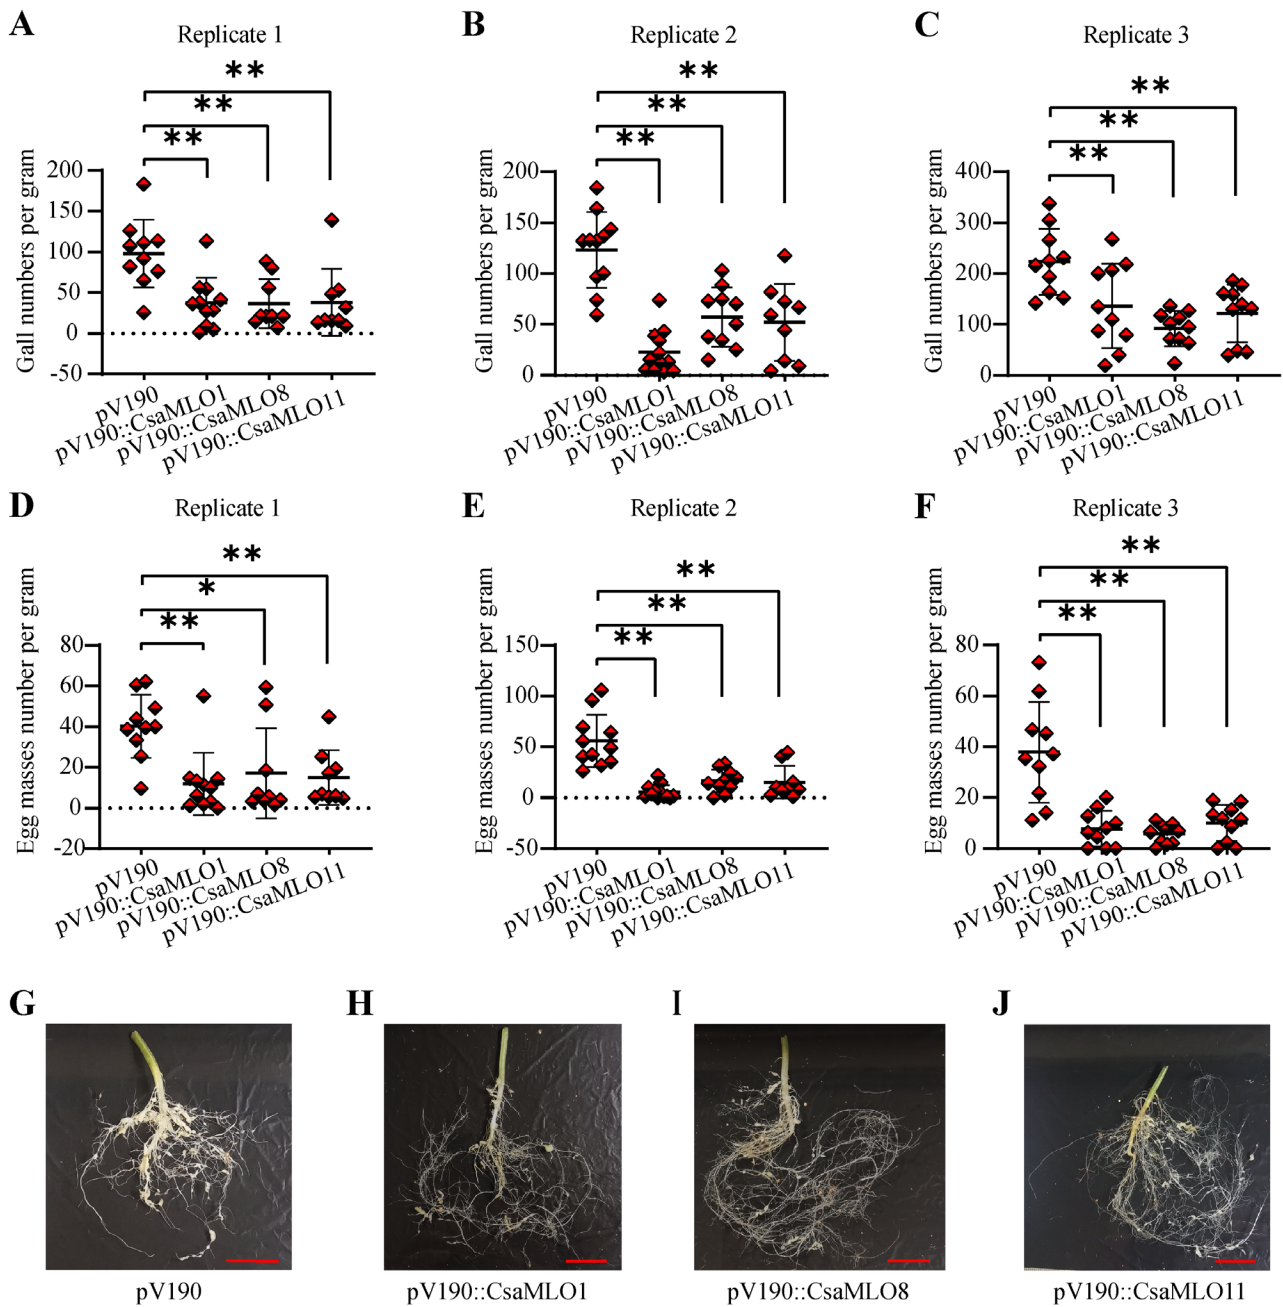 A
Replicate 1
**
**
**
Gall numbers per gram
200
150
100
50
0
-50
pV190
pV190::CsaMLO1
pV190::CsaMLO8
pV190::CsaMLO11
B
Replicate 2
**
**
**
Gall numbers per gram
200
150
100
50
0
pV190
pV190::CsaMLO1
pV190::CsaMLO8
pV190::CsaMLO11
C
Replicate 3
**
**
**
Gall numbers per gram
400
300
200
100
0
pV190
pV190::CsaMLO1
pV190::CsaMLO8
pV190::CsaMLO11
D
Replicate 1
**
*
**
Egg masses number per gram
80
60
40
20
0
-20
pV190
pV190::CsaMLO1
pV190::CsaMLO8
pV190::CsaMLO11
E
Replicate 2
**
**
**
Egg masses number per gram
150
100
50
0
-50
pV190
pV190::CsaMLO1
pV190::CsaMLO8
pV190::CsaMLO11
F
Replicate 3
**
**
**
Egg masses number per gram
80
60
40
20
0
pV190
pV190::CsaMLO1
pV190::CsaMLO8
pV190::CsaMLO11
G
pV190
H
pV190::CsaMLO1
I
pV190::CsaMLO8
J
pV190::CsaMLO11